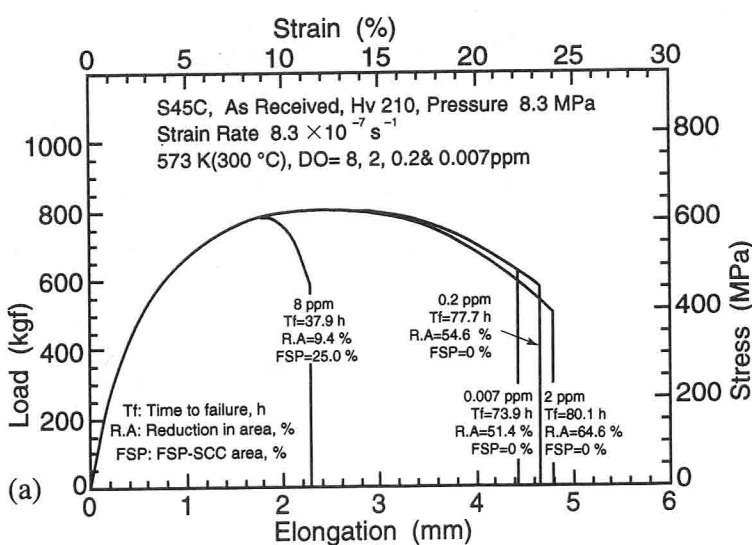 Strain (%)
0 5 10 15 20 25 30
S45C, As Received, Hv 210, Pressure 8.3 MPa
Strain Rate 8.3 ×10⁻⁷ s⁻¹
573 K(300 °C), DO= 8, 2, 0.2& 0.007ppm
1000
800
600
400
200
0
Load (kgf)
800
600
400
200
0
Stress (MPa)
8 ppm
Tf=37.9 h
R.A=9.4 %
FSP=25.0 %
0.2 ppm
Tf=77.7 h
R.A=54.6 %
FSP=0 %
0.007 ppm
Tf=73.9 h
R.A=51.4 %
FSP=0 %
2 ppm
Tf=80.1 h
R.A=64.6 %
FSP=0 %
Tf: Time to failure, h
R.A: Reduction in area, %
FSP: FSP-SCC area, %
(a)
0 1 2 3 4 5 6
Elongation (mm)